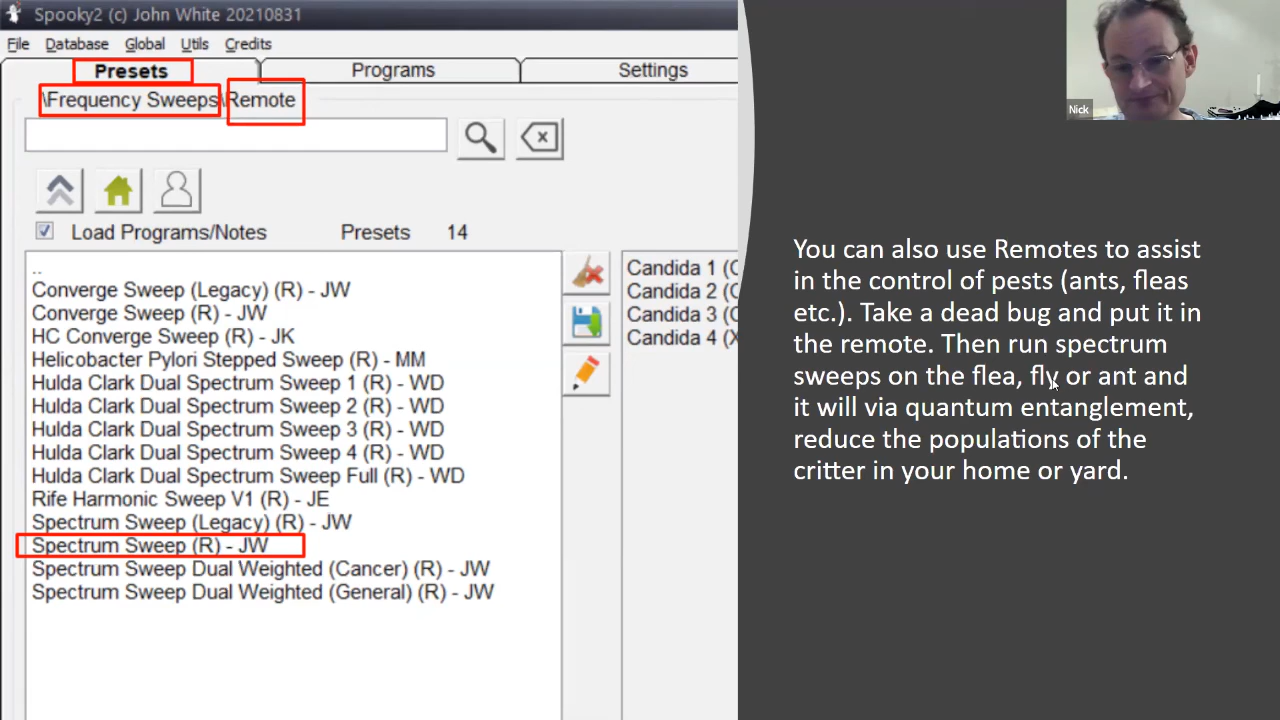 Spooky2 (c) John White 20210831
File Database Global Utils Credits
Presets Programs Settings
\Frequency Sweeps\Remote
Load Programs/Notes Presets 14
..
Converge Sweep (Legacy) (R) - JW
Converge Sweep (R) - JW
HC Converge Sweep (R) - JK
Helicobacter Pylori Stepped Sweep (R) - MM
Hulda Clark Dual Spectrum Sweep 1 (R) - WD
Hulda Clark Dual Spectrum Sweep 2 (R) - WD
Hulda Clark Dual Spectrum Sweep 3 (R) - WD
Hulda Clark Dual Spectrum Sweep 4 (R) - WD
Hulda Clark Dual Spectrum Sweep Full (R) - WD
Rife Harmonic Sweep V1 (R) - JE
Spectrum Sweep (Legacy) (R) - JW
Spectrum Sweep (R) - JW
Spectrum Sweep Dual Weighted (Cancer) (R) - JW
Spectrum Sweep Dual Weighted (General) (R) - JW
Candida 1 (
Candida 2 (
Candida 3 (
Candida 4 (
Nick
You can also use Remotes to assist
in the control of pests (ants, fleas
etc.). Take a dead bug and put it in
the remote. Then run spectrum
sweeps on the flea, fly or ant and
it will via quantum entanglement,
reduce the populations of the
critter in your home or yard.